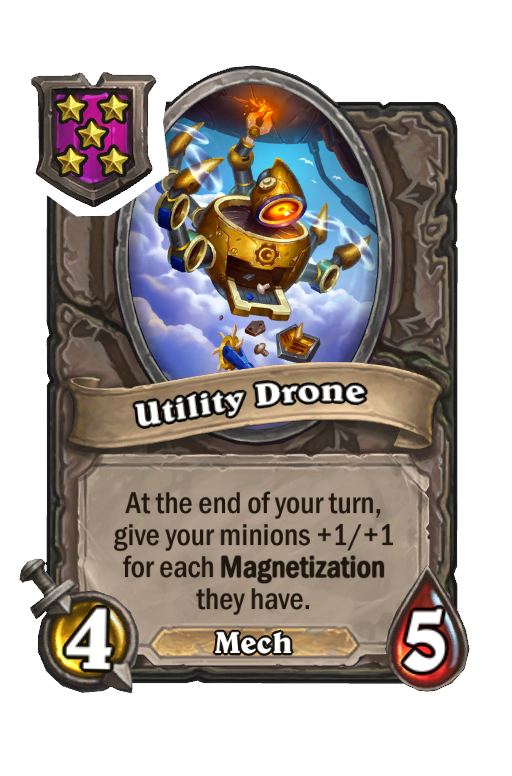 Utility Drone
At the end of your turn,
give your minions +1/+1
for each Magnetization
they have.
4
Mech
5